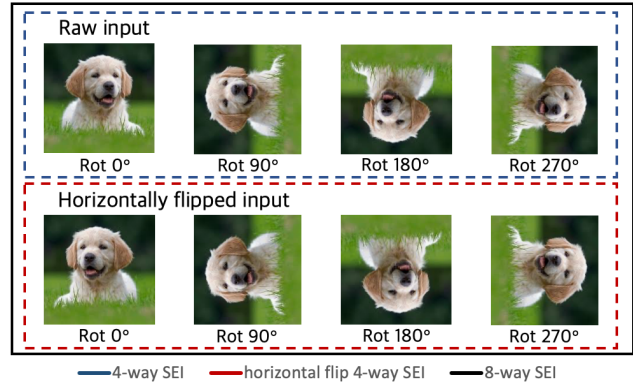 Raw input
Rot 0° Rot 90° Rot 180° Rot 270°
Horizontally flipped input
Rot 0° Rot 90° Rot 180° Rot 270°
4-way SEI horizontal flip 4-way SEI 8-way SEI